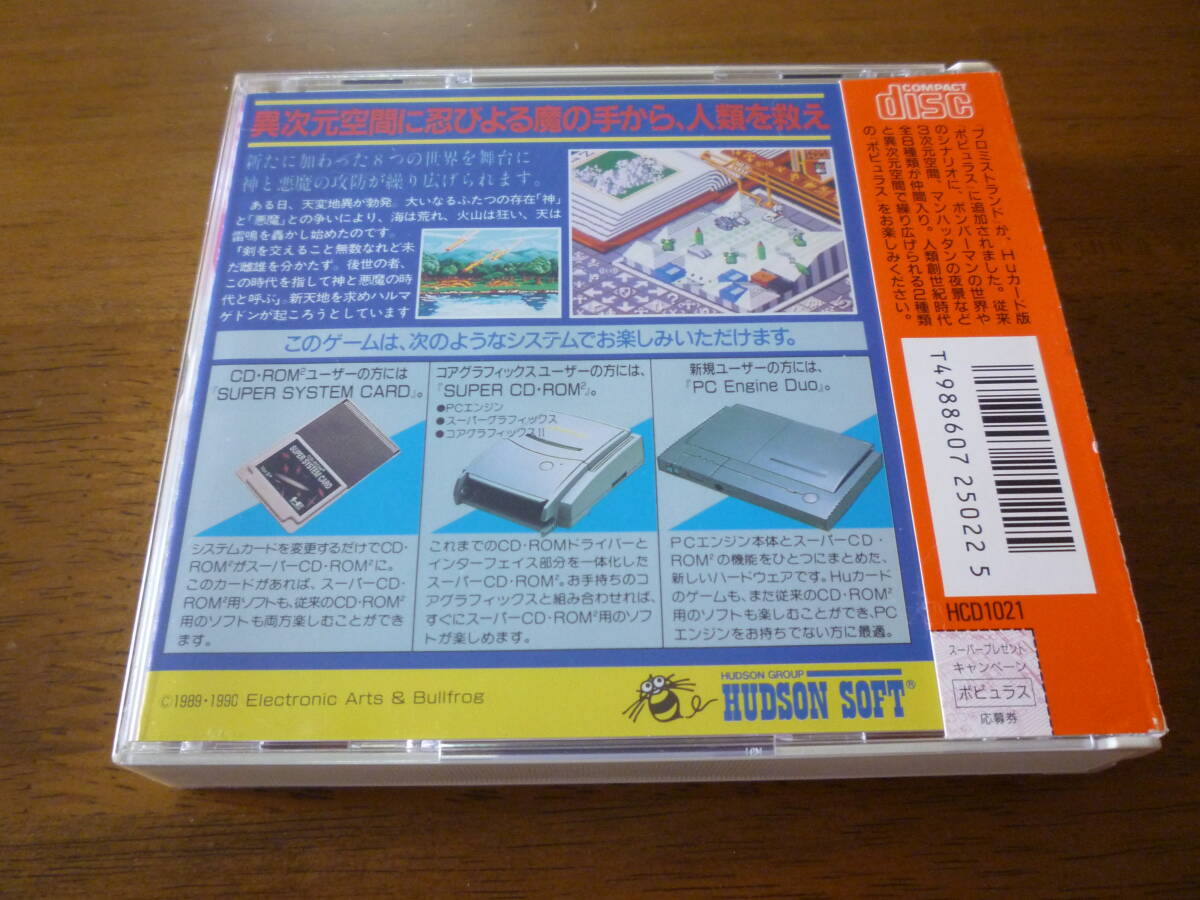 異次元空間に忍びよる魔の手から、人類を救え
新たに加わった8つの世界を舞台に
神と悪魔の攻防が繰り広げられます。
ある日、天変地異が勃発。大いなるふたつの存在「神」
と「悪魔」との争いにより、海は荒れ、火山は狂い、天は
雷鳴を轟かし始めたのです。
「剣を交えること無数なれど未
だ雌雄を分かたず。後世の者、
この時代を指して神と悪魔の時
代と呼ぶ」。新天地を求めハルマ
ゲドンが起ころうとしています
このゲームは、次のようなシステムでお楽しみいただけます。
CD・ROM²ユーザーの方には
『SUPER SYSTEM CARD』。
SUPER SYSTEM CARD
システムカードを変更するだけでCD・
ROM²がスーパーCD・ROM²に。
このカードがあれば、スーパーCD・
ROM²用ソフトも、従来のCD・ROM²
用のソフトも両方楽しむことができ
ます。
コアグラフィックスユーザーの方には、
『SUPER CD・ROM²』。
●PCエンジン
●スーパーグラフィックス
●コアグラフィックスII
これまでのCD・ROMドライバーと
インターフェイス部分を一体化した
スーパーCD・ROM²。お手持ちのコ
アグラフィックスと組み合わせれば、
すぐにスーパーCD・ROM²用のソフ
トが楽しめます。
新規ユーザーの方には、
『PC Engine Duo』。
PCエンジン本体とスーパーCD・
ROM²の機能をひとつにまとめた、
新しいハードウェアです。Huカード
のゲームも、また従来のCD・ROM²
用のソフトも楽しむことができ、PC
エンジンをお持ちでない方に最適。
©1989・1990 Electronic Arts & Bullfrog
HUDSON GROUP
HUDSON SOFT®
COMPACT
disc
"プロミストランド"が、Huカード版
"ポピュラス"に追加されました。従来
のシナリオに、ボンバーマンの世界や
3次元空間、マンハッタンの夜景など
全8種類が仲間入り。人類創世紀時代
と異次元空間で繰り広げられる2種類
の"ポピュラス"をお楽しみください。
T4988607 25022 5
HCD1021
スーパープレゼント
キャンペーン
ポピュラス
応募券